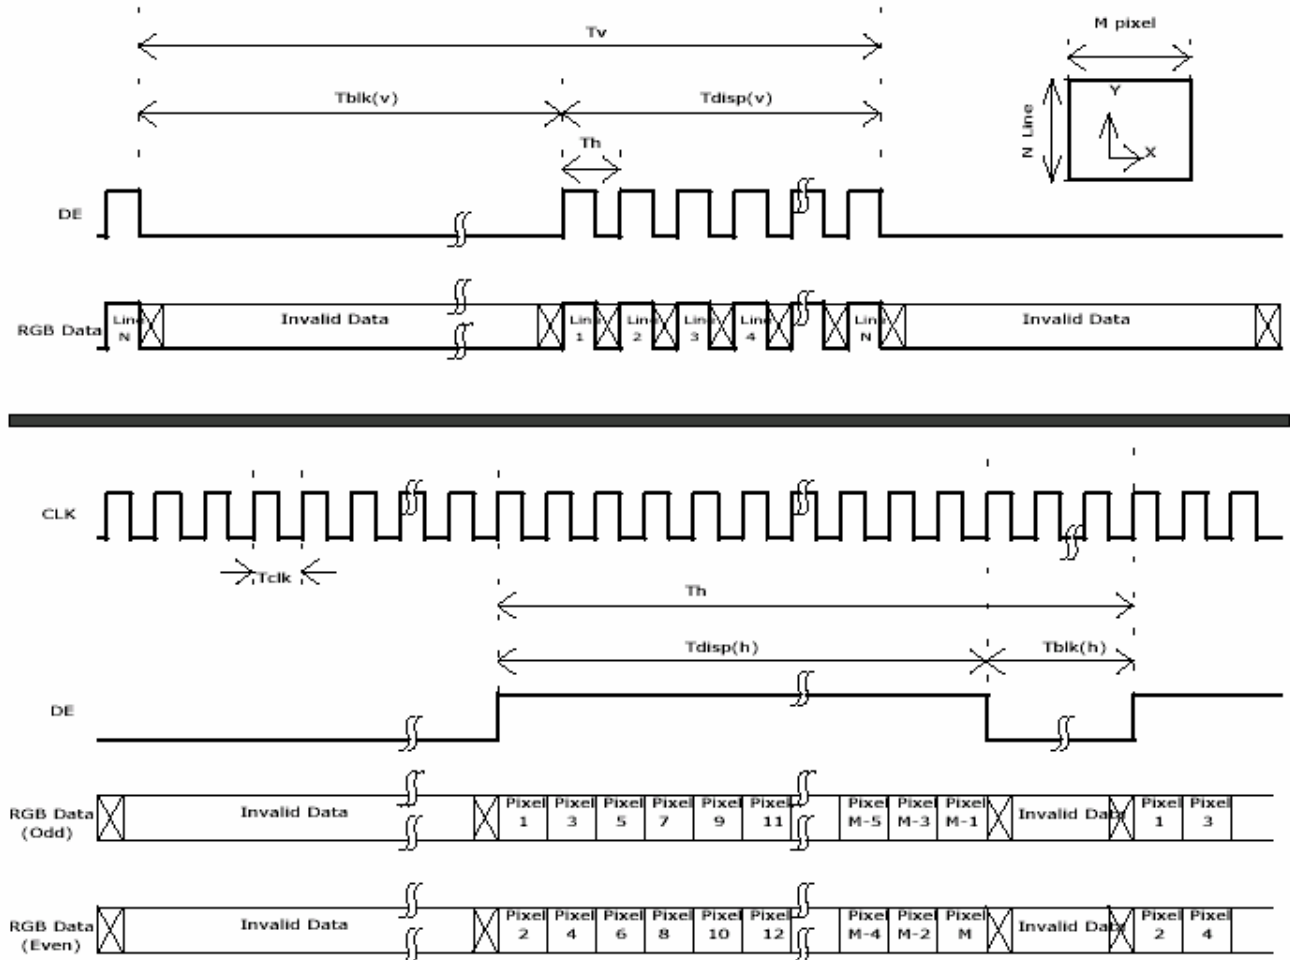 Tv
M pixel
Tblk(v)
Tdisp(v)
Y
N Line
X
Th
DE
RGB Data
Line N
Invalid Data
Line 1
Line 2
Line 3
Line 4
Line N
Invalid Data
CLK
Tclk
Th
Tdisp(h)
Tblk(h)
DE
RGB Data
(Odd)
Invalid Data
Pixel 1
Pixel 3
Pixel 5
Pixel 7
Pixel 9
Pixel 11
Pixel M-5
Pixel M-3
Pixel M-1
Invalid Data
Pixel 1
Pixel 3
RGB Data
(Even)
Invalid Data
Pixel 2
Pixel 4
Pixel 6
Pixel 8
Pixel 10
Pixel 12
Pixel M-4
Pixel M-2
Pixel M
Invalid Data
Pixel 2
Pixel 4